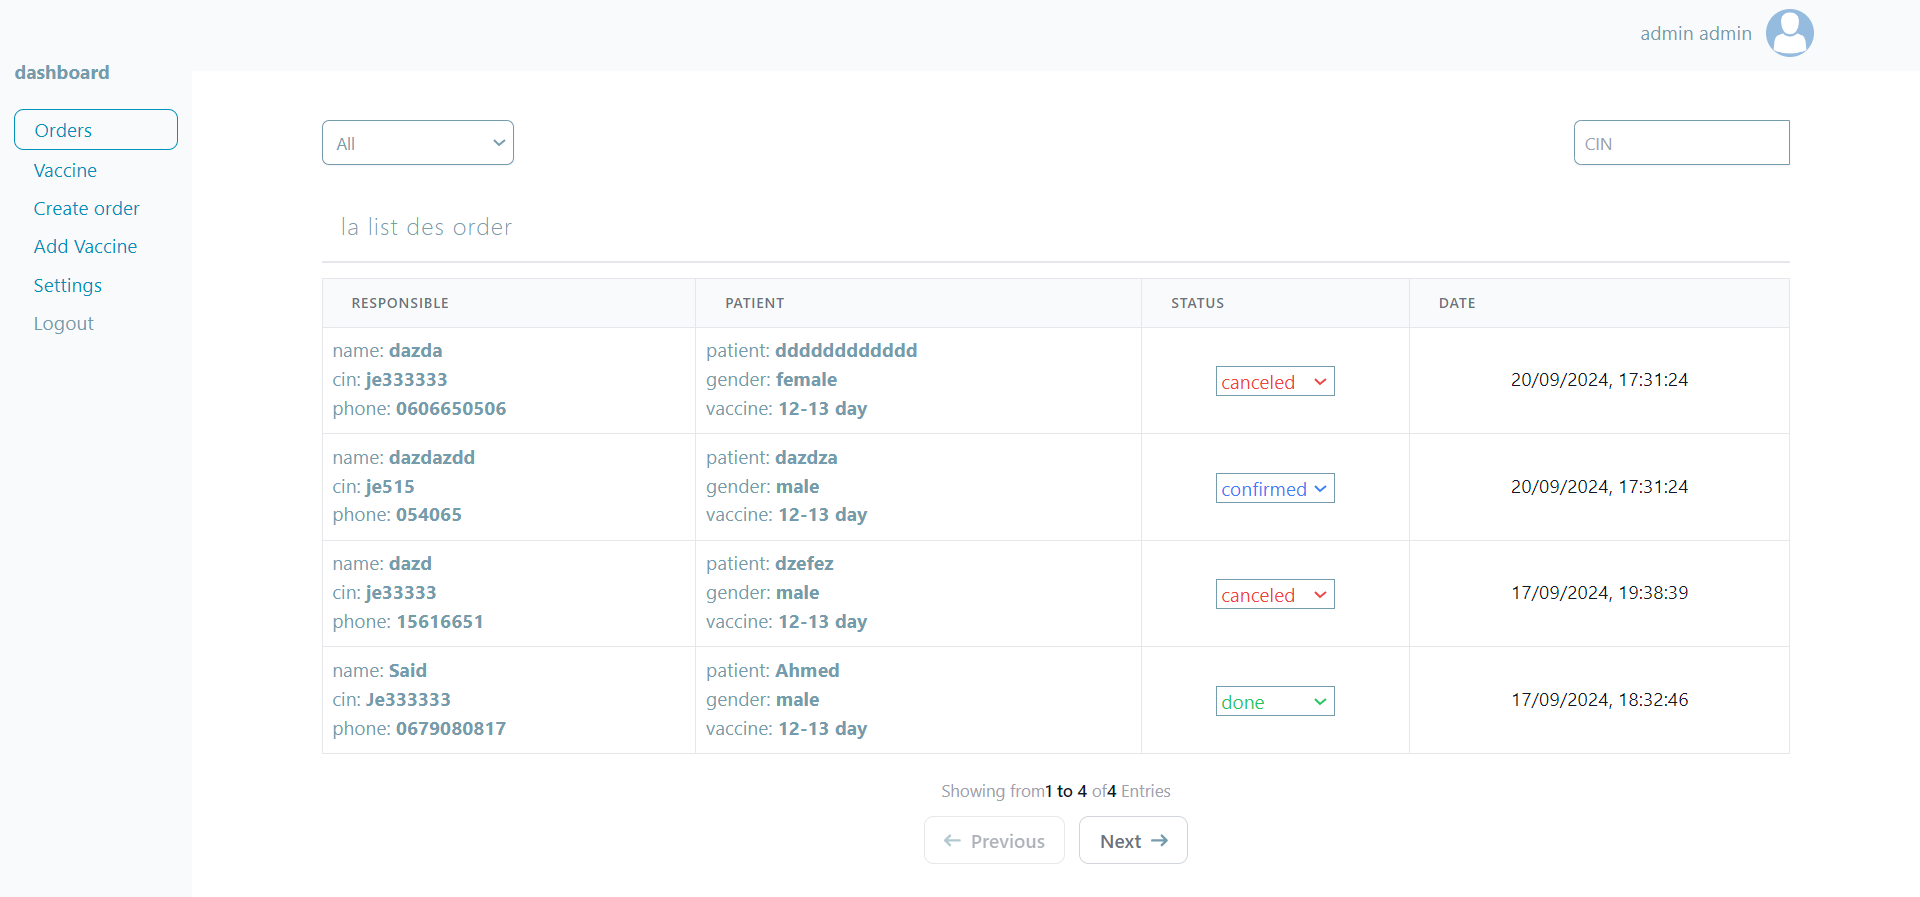 admin admin
dashboard
Orders
Vaccine
Create order
Add Vaccine
Settings
Logout
All
CIN
la list des order
RESPONSIBLE PATIENT STATUS DATE
name: dazda
cin: je333333
phone: 0606650506
patient: dddddddddddd
gender: female
vaccine: 12-13 day
canceled
20/09/2024, 17:31:24
name: dazdazdd
cin: je515
phone: 054065
patient: dazdza
gender: male
vaccine: 12-13 day
confirmed
20/09/2024, 17:31:24
name: dazd
cin: je33333
phone: 15616651
patient: dzefez
gender: male
vaccine: 12-13 day
canceled
17/09/2024, 19:38:39
name: Said
cin: Je333333
phone: 0679080817
patient: Ahmed
gender: male
vaccine: 12-13 day
done
17/09/2024, 18:32:46
Showing from1 to 4 of4 Entries
Previous
Next